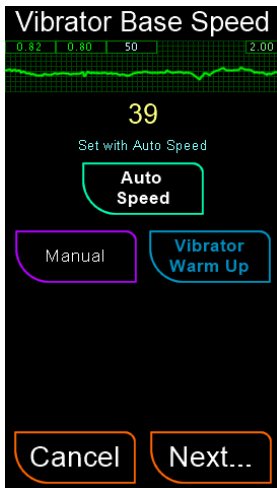 Vibrator Base Speed
0.82 0.80 50 2.00
39
Set with Auto Speed
Auto
Speed
Manual
Vibrator
Warm Up
Cancel
Next...